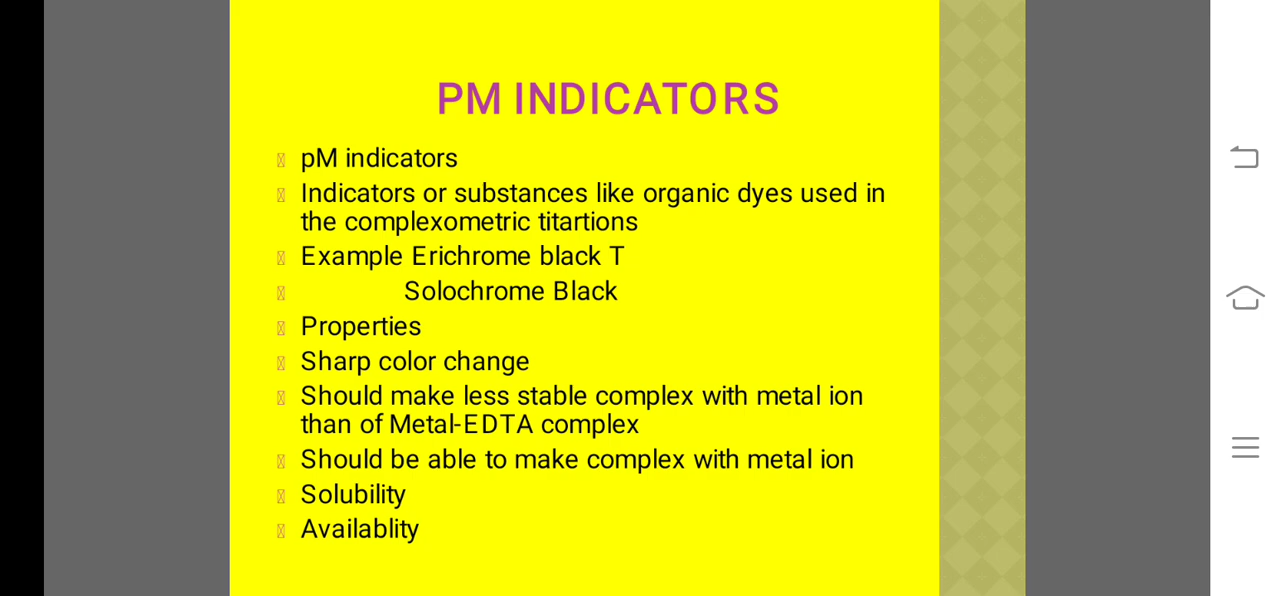 PM INDICATORS
pM indicators
Indicators or substances like organic dyes used in
the complexometric titartions
Example Erichrome black T
Solochrome Black
Properties
Sharp color change
Should make less stable complex with metal ion
than of Metal-EDTA complex
Should be able to make complex with metal ion
Solubility
Availablity